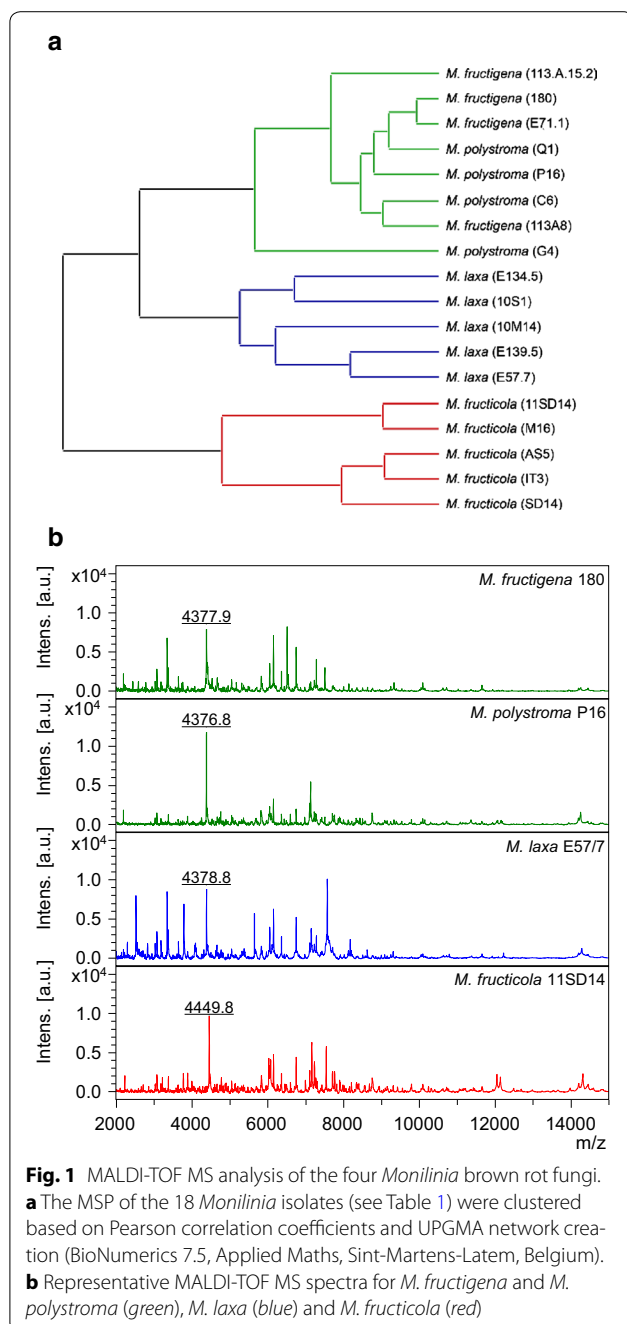 a
M. fructigena (113.A.15.2)
M. fructigena (180)
M. fructigena (E71.1)
M. polystroma (Q1)
M. polystroma (P16)
M. polystroma (C6)
M. fructigena (113A8)
M. polystroma (G4)
M. laxa (E134.5)
M. laxa (10S1)
M. laxa (10M14)
M. laxa (E139.5)
M. laxa (E57.7)
M. fructicola (11SD14)
M. fructicola (M16)
M. fructicola (AS5)
M. fructicola (IT3)
M. fructicola (SD14)
b
x10⁴
Intens. [a.u.]
1.0
0.5
0.0
4377.9
M. fructigena 180
x10⁴
Intens. [a.u.]
1.0
0.5
0.0
4376.8
M. polystroma P16
x10⁴
Intens. [a.u.]
1.0
0.5
0.0
4378.8
M. laxa E57/7
x10⁴
Intens. [a.u.]
1.0
0.5
0.0
4449.8
M. fructicola 11SD14
2000 4000 6000 8000 10000 12000 14000
m/z
Fig. 1 MALDI-TOF MS analysis of the four Monilinia brown rot fungi.
a The MSP of the 18 Monilinia isolates (see Table 1) were clustered
based on Pearson correlation coefficients and UPGMA network crea-
tion (BioNumerics 7.5, Applied Maths, Sint-Martens-Latem, Belgium).
b Representative MALDI-TOF MS spectra for M. fructigena and M.
polystroma (green), M. laxa (blue) and M. fructicola (red)